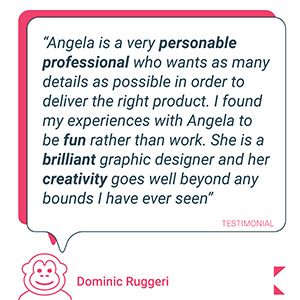 “Angela is a very personable
professional who wants as many
details as possible in order to
deliver the right product. I found
my experiences with Angela to
be fun rather than work. She is a
brilliant graphic designer and her
creativity goes well beyond any
bounds I have ever seen”
TESTIMONIAL
Dominic Ruggeri